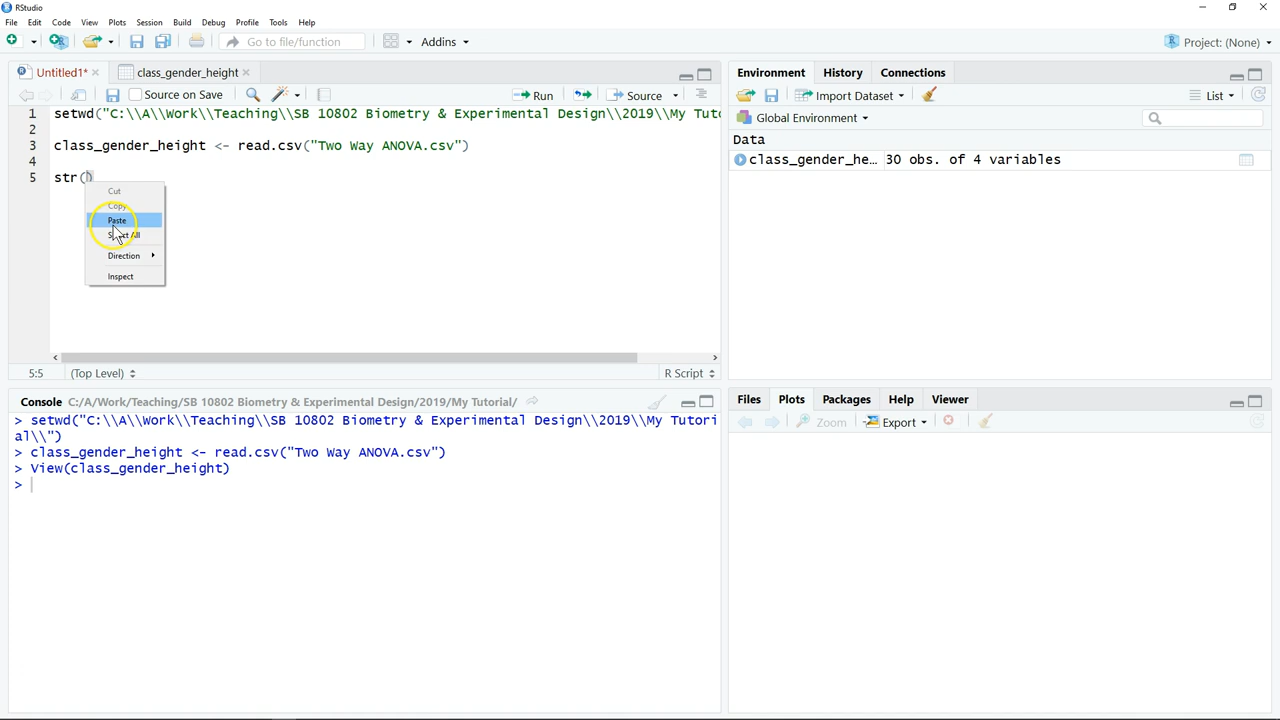 RStudio
File Edit Code View Plots Session Build Debug Profile Tools Help
Go to file/function Addins Project: (None)
Untitled1* class_gender_height
Source on Save Run Source
1 setwd("C:\\A\\Work\\Teaching\\SB 10802 Biometry & Experimental Design\\2019\\My Tuto
2
3 class_gender_height <- read.csv("Two Way ANOVA.csv")
4
5 str()
Cut
Copy
Paste
Select All
Direction
Inspect
5:5 (Top Level) R Script
Console C:/A/Work/Teaching/SB 10802 Biometry & Experimental Design/2019/My Tutorial/
> setwd("C:\\A\\Work\\Teaching\\SB 10802 Biometry & Experimental Design\\2019\\My Tutori
al\\")
> class_gender_height <- read.csv("Two Way ANOVA.csv")
> View(class_gender_height)
>
Environment History Connections
Import Dataset List
Global Environment
Data
class_gender_he… 30 obs. of 4 variables
Files Plots Packages Help Viewer
Zoom Export